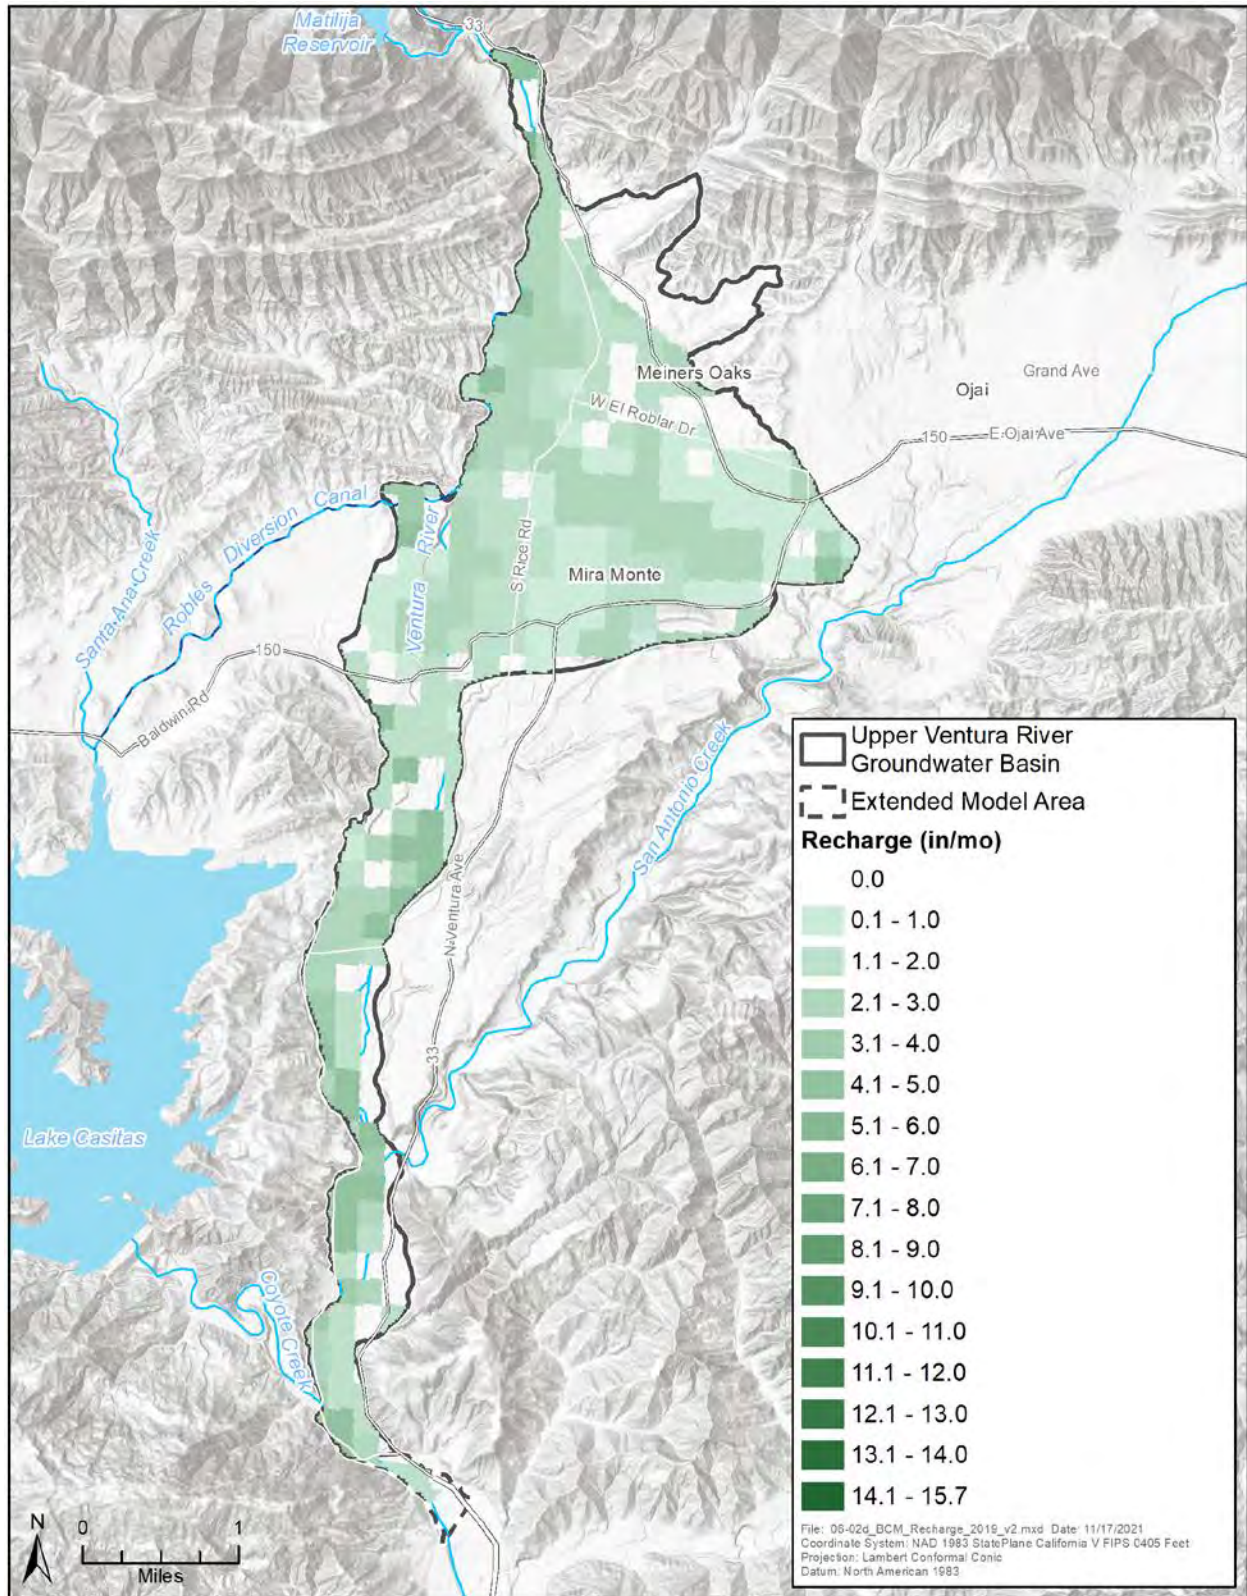 Matilija
Reservoir
33
Meiners Oaks
Ojai
Grand Ave
W El Roblar Dr
150
E Ojai Ave
Santa Ana Creek
Robles Diversion Canal
Ventura River
S Rice Rd
Mira Monte
150
Baldwin Rd
San Antonio Creek
N Ventura Ave
33
Lake Casitas
Coyote Creek
Upper Ventura River
Groundwater Basin
Extended Model Area
Recharge (in/mo)
0.0
0.1 - 1.0
1.1 - 2.0
2.1 - 3.0
3.1 - 4.0
4.1 - 5.0
5.1 - 6.0
6.1 - 7.0
7.1 - 8.0
8.1 - 9.0
9.1 - 10.0
10.1 - 11.0
11.1 - 12.0
12.1 - 13.0
13.1 - 14.0
14.1 - 15.7
N
0 1
Miles
File: 06-02d_BCM_Recharge_2019_v2.mxd Date: 11/17/2021
Coordinate System: NAD 1983 StatePlane California V FIPS 0405 Feet
Projection: Lambert Conformal Conic
Datum: North American 1983